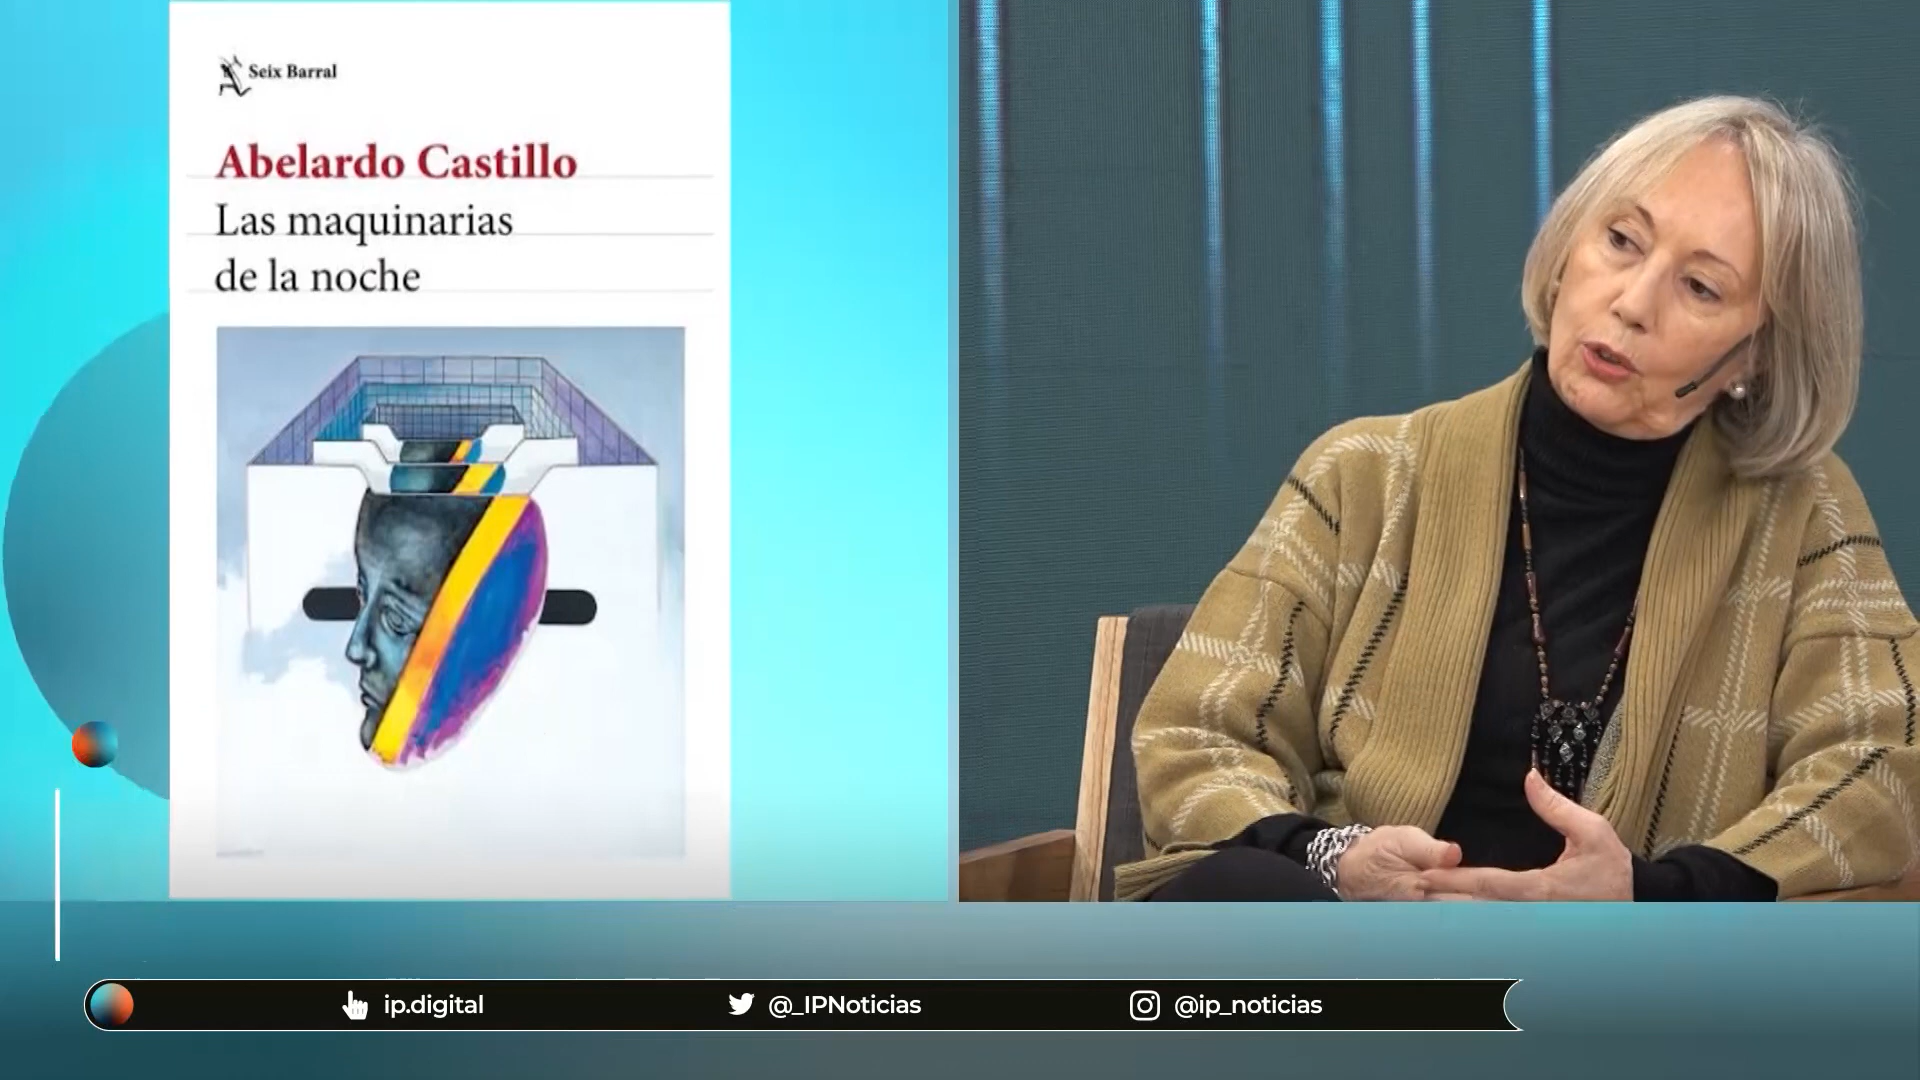 Seix Barral
Abelardo Castillo
Las maquinarias
de la noche
ip.digital
@_IPNoticias
@ip_noticias